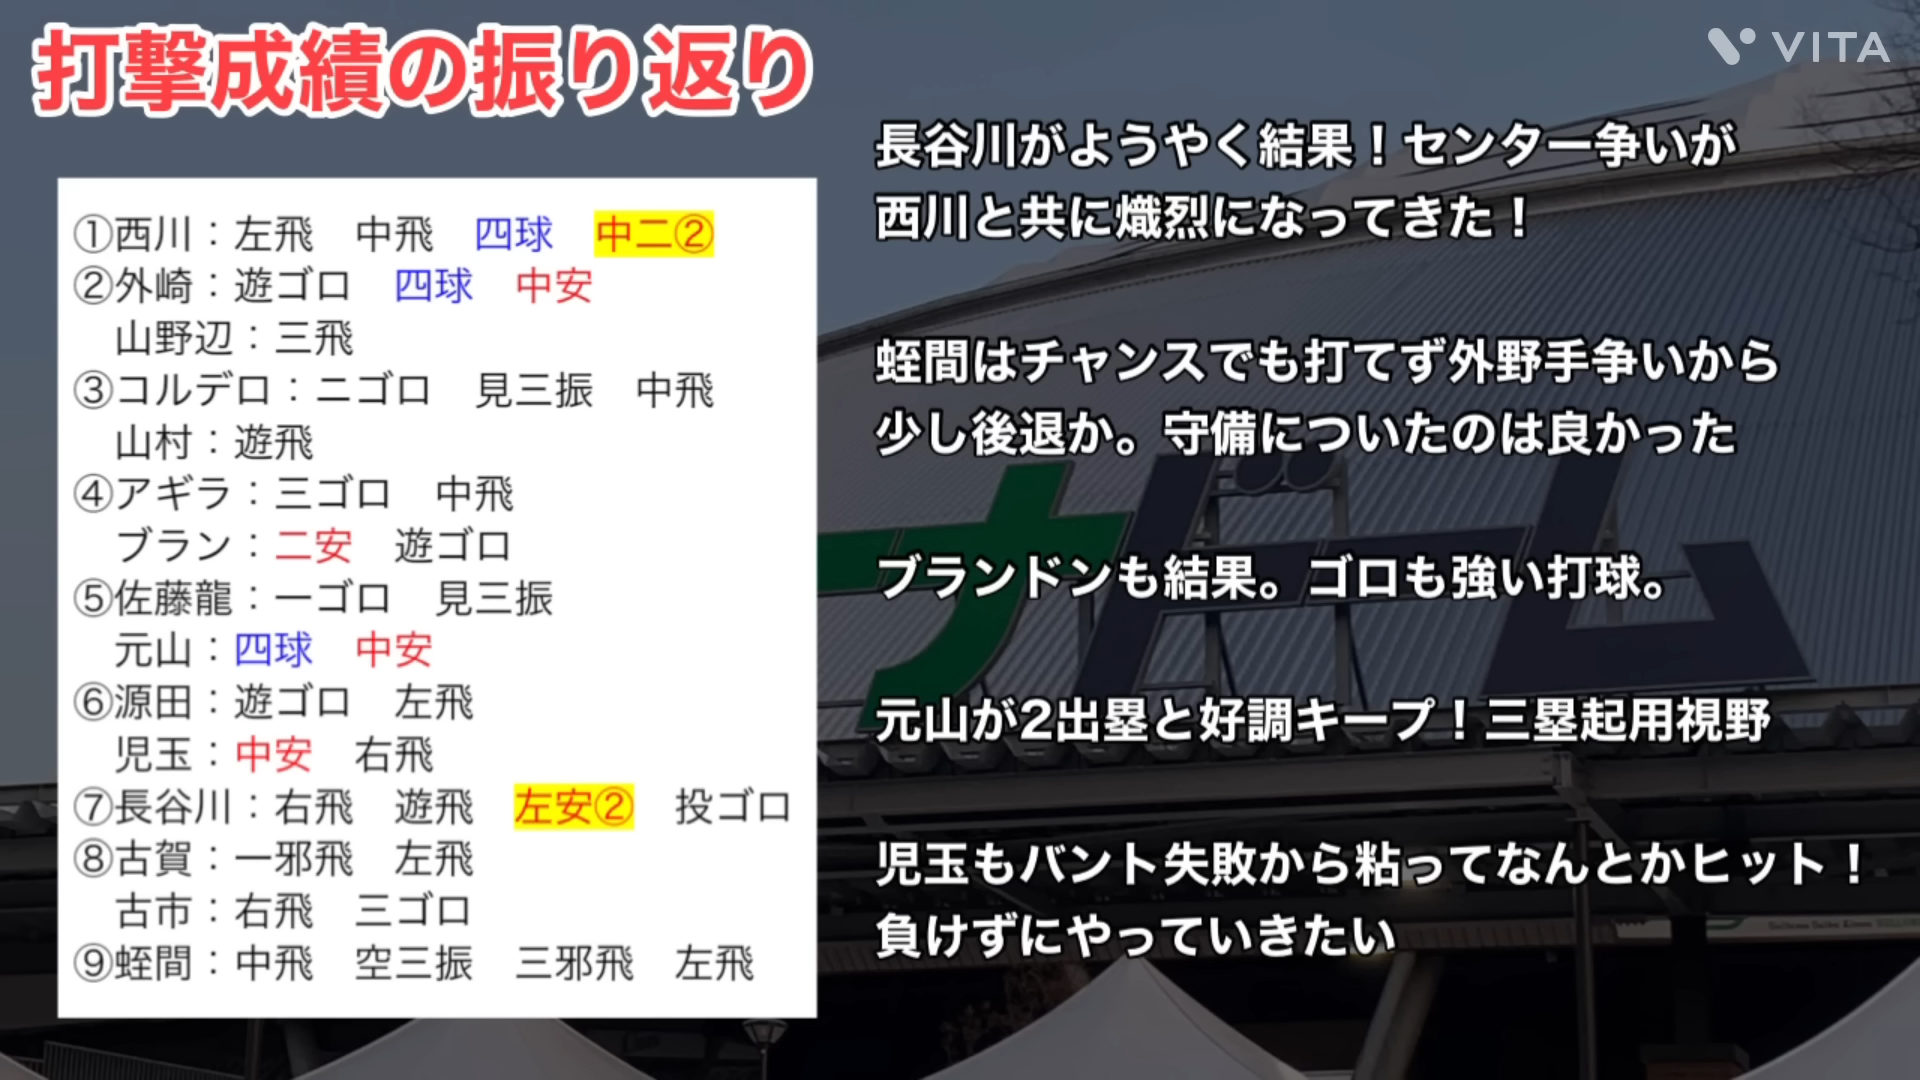 打撃成績の振り返り
VITA
①西川：左飛　中飛　四球　中二②
②外崎：遊ゴロ　四球　中安
山野辺：三飛
③コルデロ：ニゴロ　見三振　中飛
山村：遊飛
④アギラ：三ゴロ　中飛
ブラン：二安　遊ゴロ
⑤佐藤龍：一ゴロ　見三振
元山：四球　中安
⑥源田：遊ゴロ　左飛
児玉：中安　右飛
⑦長谷川：右飛　遊飛　左安②　投ゴロ
⑧古賀：一邪飛　左飛
古市：右飛　三ゴロ
⑨蛭間：中飛　空三振　三邪飛　左飛
長谷川がようやく結果！センター争いが
西川と共に熾烈になってきた！
蛭間はチャンスでも打てず外野手争いから
少し後退か。守備についたのは良かった
ブランドンも結果。ゴロも強い打球。
元山が2出塁と好調キープ！三塁起用視野
児玉もバント失敗から粘ってなんとかヒット！
負けずにやっていきたい
ナドーム